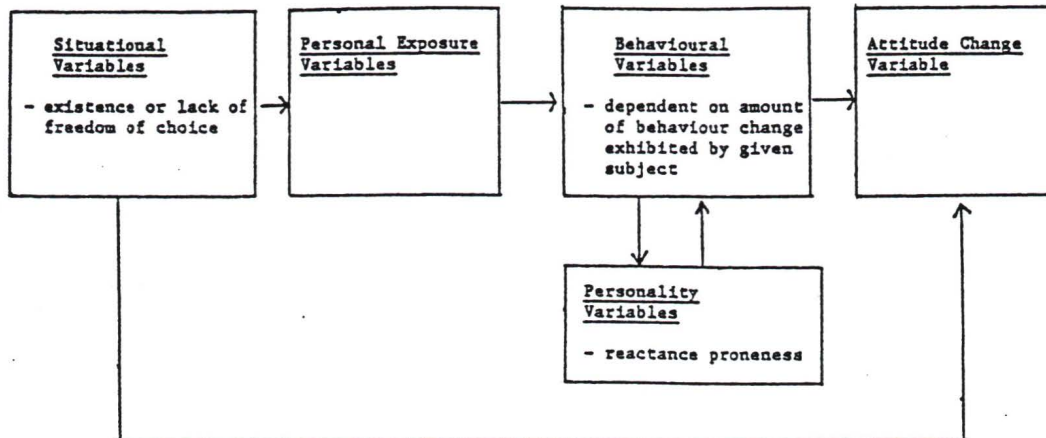 Situational
Variables
- existence or lack of
freedom of choice
Personal Exposure
Variables
Behavioural
Variables
- dependent on amount
of behaviour change
exhibited by given
subject
Attitude Change
Variable
Personality
Variables
- reactance proneness